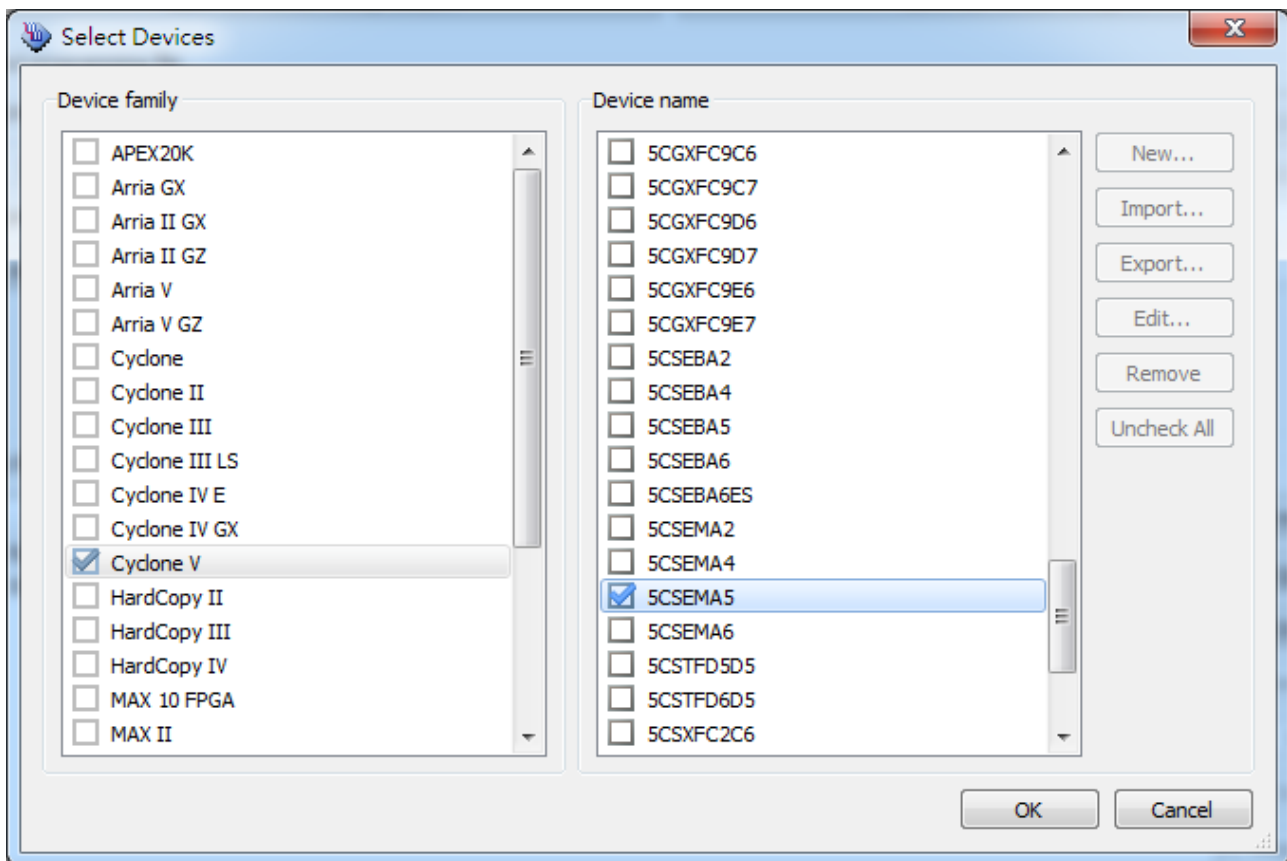 Select Devices
Device family
APEX20K
Arria GX
Arria II GX
Arria II GZ
Arria V
Arria V GZ
Cyclone
Cyclone II
Cyclone III
Cyclone III LS
Cyclone IV E
Cyclone IV GX
Cyclone V
HardCopy II
HardCopy III
HardCopy IV
MAX 10 FPGA
MAX II
Device name
5CGXFC9C6
5CGXFC9C7
5CGXFC9D6
5CGXFC9D7
5CGXFC9E6
5CGXFC9E7
5CSEBA2
5CSEBA4
5CSEBA5
5CSEBA6
5CSEBA6ES
5CSEMA2
5CSEMA4
5CSEMA5
5CSEMA6
5CSTFD5D5
5CSTFD6D5
5CSXFC2C6
New...
Import...
Export...
Edit...
Remove
Uncheck All
OK
Cancel